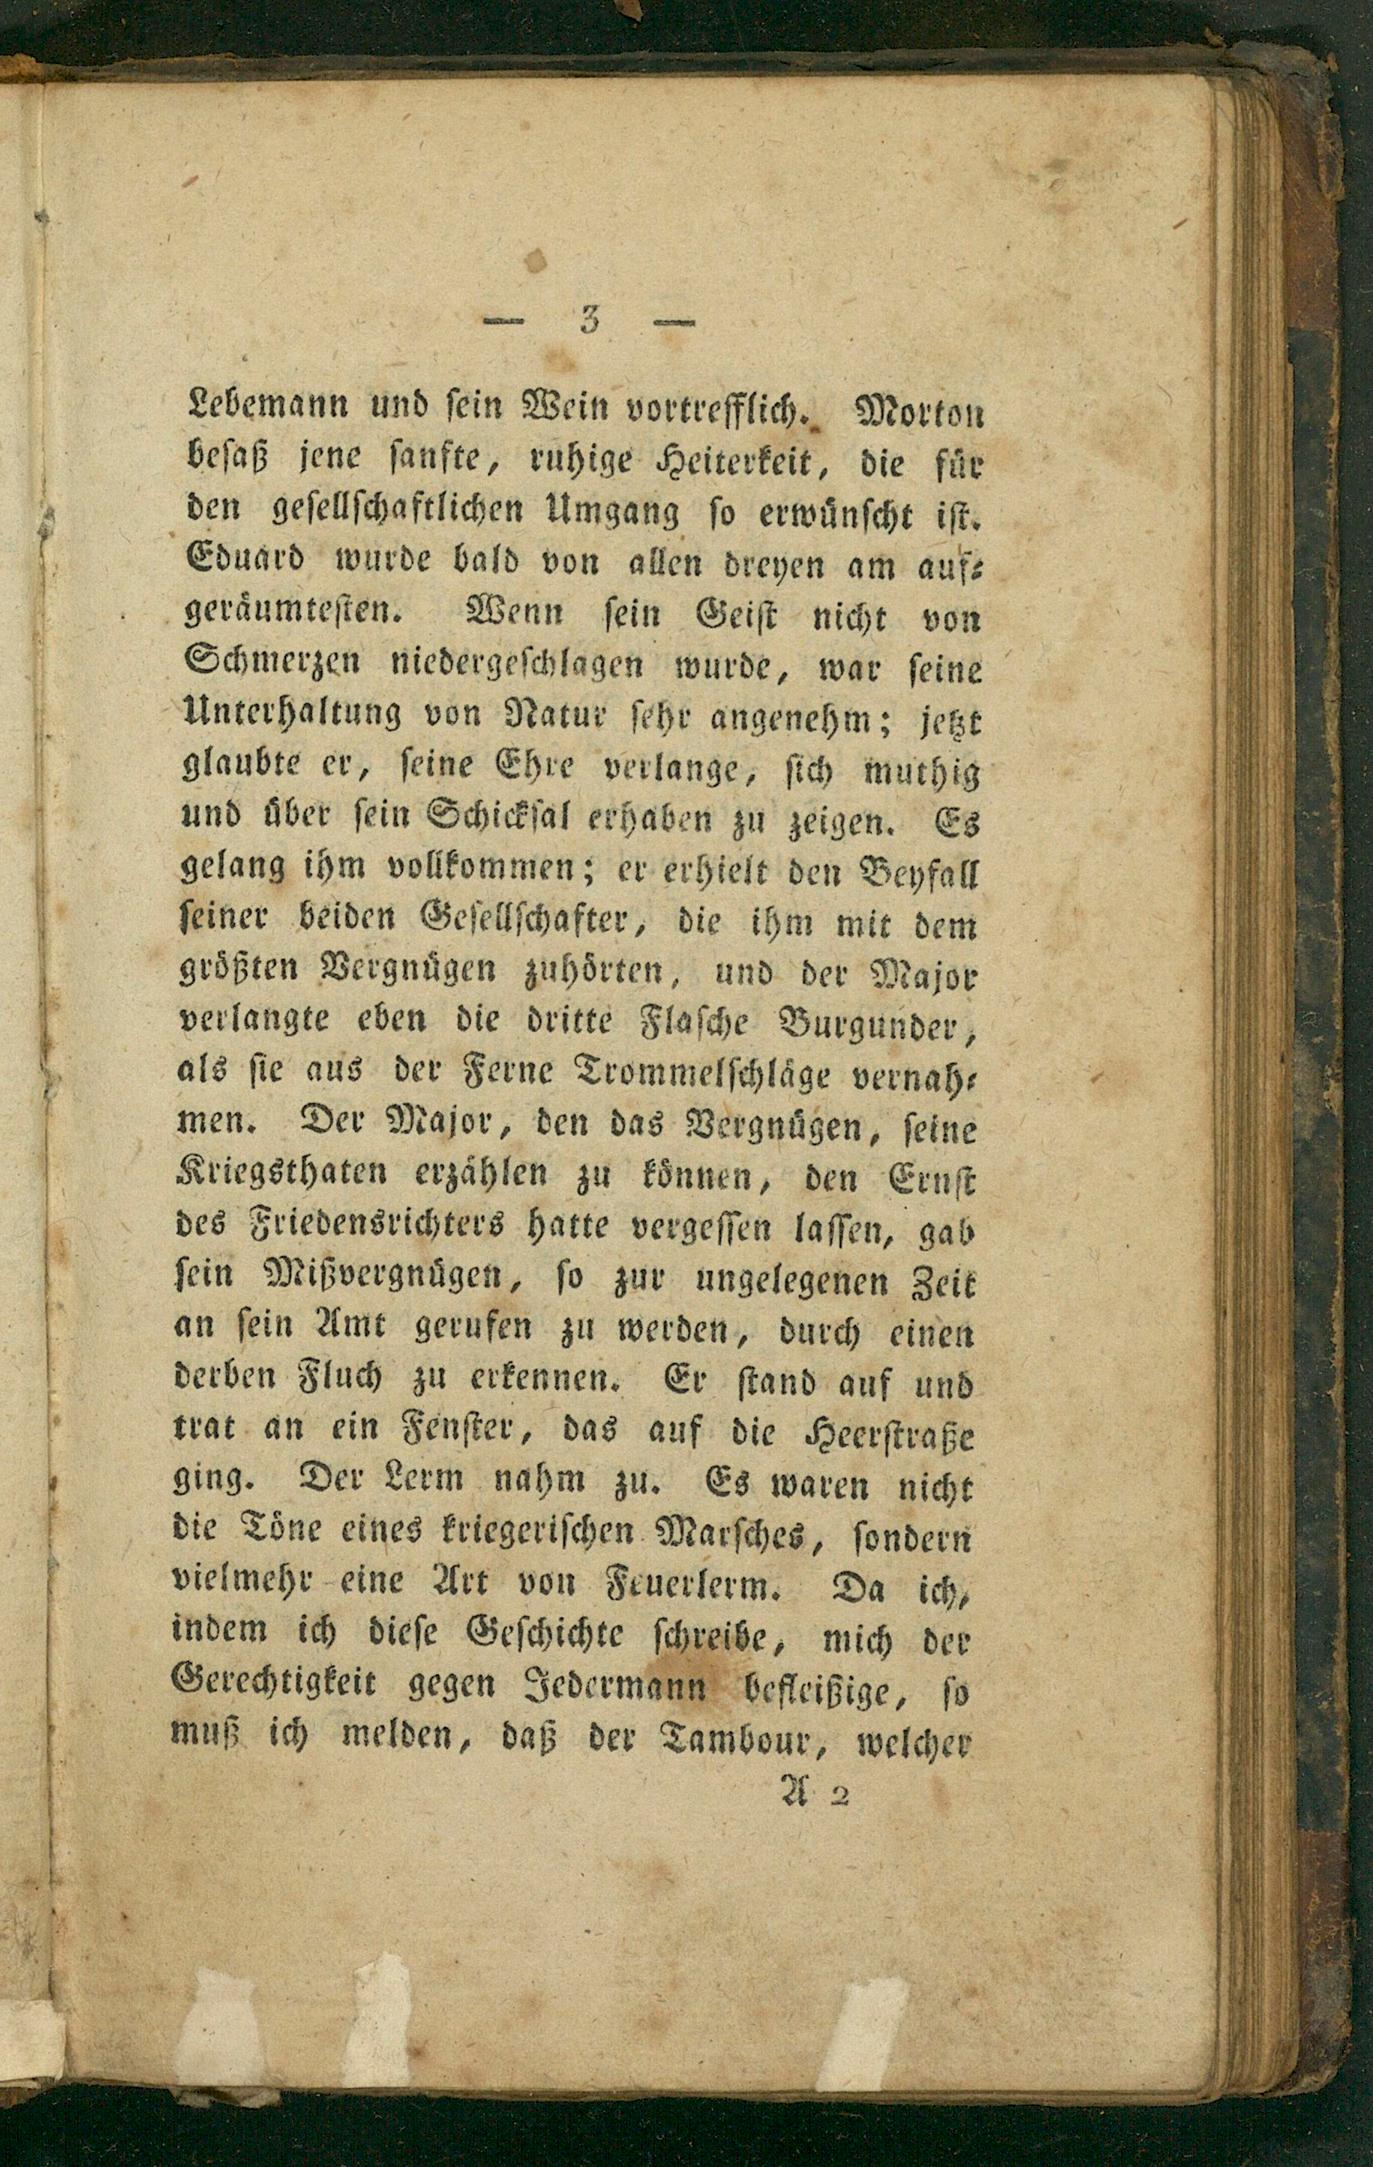 — 3 —
Lebemann und sein Wein vortrefflich. Morton
besaß jene sanfte, ruhige Heiterkeit, die für
den gesellschaftlichen Umgang so erwünscht ist.
Eduard wurde bald von allen dreyen am auf-
geräumtesten. Wenn sein Geist nicht von
Schmerzen niedergeschlagen wurde, war seine
Unterhaltung von Natur sehr angenehm; jetzt
glaubte er, seine Ehre verlange, sich muthig
und über sein Schicksal erhaben zu zeigen. Es
gelang ihm vollkommen; er erhielt den Beyfall
seiner beiden Gesellschafter, die ihm mit dem
größten Vergnügen zuhörten, und der Major
verlangte eben die dritte Flasche Burgunder,
als sie aus der Ferne Trommelschläge vernah-
men. Der Major, den das Vergnügen, seine
Kriegsthaten erzählen zu können, den Ernst
des Friedensrichters hatte vergessen lassen, gab
sein Mißvergnügen, so zur ungelegenen Zeit
an sein Amt gerufen zu werden, durch einen
derben Fluch zu erkennen. Er stand auf und
trat an ein Fenster, das auf die Heerstraße
ging. Der Lerm nahm zu. Es waren nicht
die Töne eines kriegerischen Marsches, sondern
vielmehr eine Art von Feuerlerm. Da ich,
indem ich diese Geschichte schreibe, mich der
Gerechtigkeit gegen Jedermann befleißige, so
muß ich melden, daß der Tambour, welcher
A 2